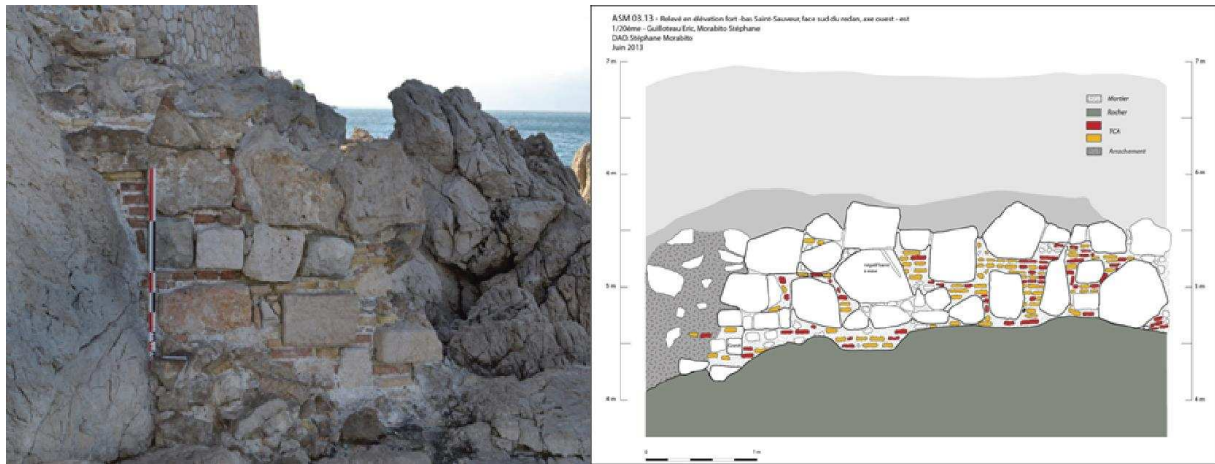 ASM 03.13 - Relevé en élévation fort-bas Saint-Sauveur, face sud du redan, axe ouest - est
1/20ème - Guilloteau Eric, Morabito Stéphane
DAO: Stéphane Morabito
Juin 2013
7 m
7 m
Mortier
Rocher
TCA
Arrachement
6 m
6 m
5 m
5 m
4 m
4 m
0